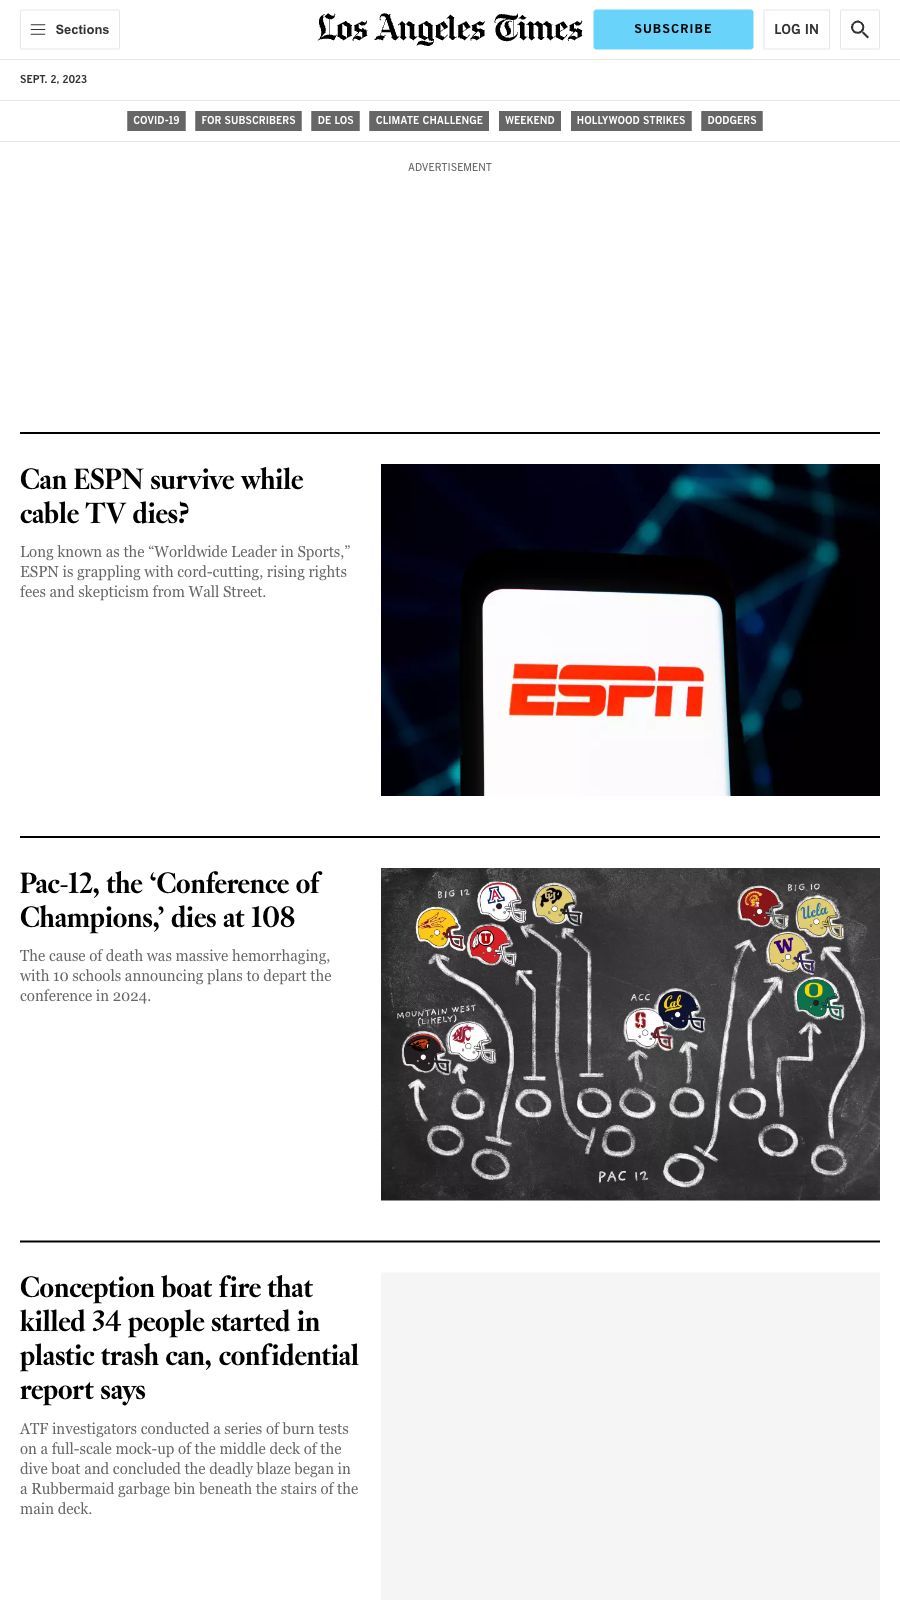 Sections
Los Angeles Times
SUBSCRIBE
LOG IN
SEPT. 2, 2023
COVID-19
FOR SUBSCRIBERS
DE LOS
CLIMATE CHALLENGE
WEEKEND
HOLLYWOOD STRIKES
DODGERS
ADVERTISEMENT
Can ESPN survive while
cable TV dies?
Long known as the “Worldwide Leader in Sports,”
ESPN is grappling with cord-cutting, rising rights
fees and skepticism from Wall Street.
ESPN
Pac-12, the ‘Conference of
Champions,’ dies at 108
The cause of death was massive hemorrhaging,
with 10 schools announcing plans to depart the
conference in 2024.
BIG 12
A
CU
U
BIG 10
Ucla
W
O
ACC
Cal
S
MOUNTAIN WEST
(LIKELY)
PAC 12
Conception boat fire that
killed 34 people started in
plastic trash can, confidential
report says
ATF investigators conducted a series of burn tests
on a full-scale mock-up of the middle deck of the
dive boat and concluded the deadly blaze began in
a Rubbermaid garbage bin beneath the stairs of the
main deck.